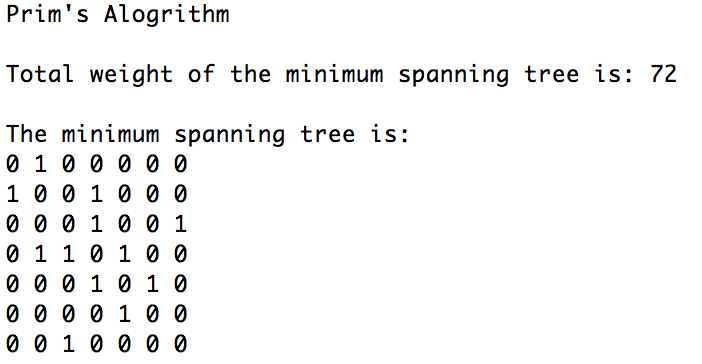 Prim's Alogrithm
Total weight of the minimum spanning tree is: 72
The minimum spanning tree is:
0 1 0 0 0 0 0
1 0 0 1 0 0 0
0 0 0 1 0 0 1
0 1 1 0 1 0 0
0 0 0 1 0 1 0
0 0 0 0 1 0 0
0 0 1 0 0 0 0